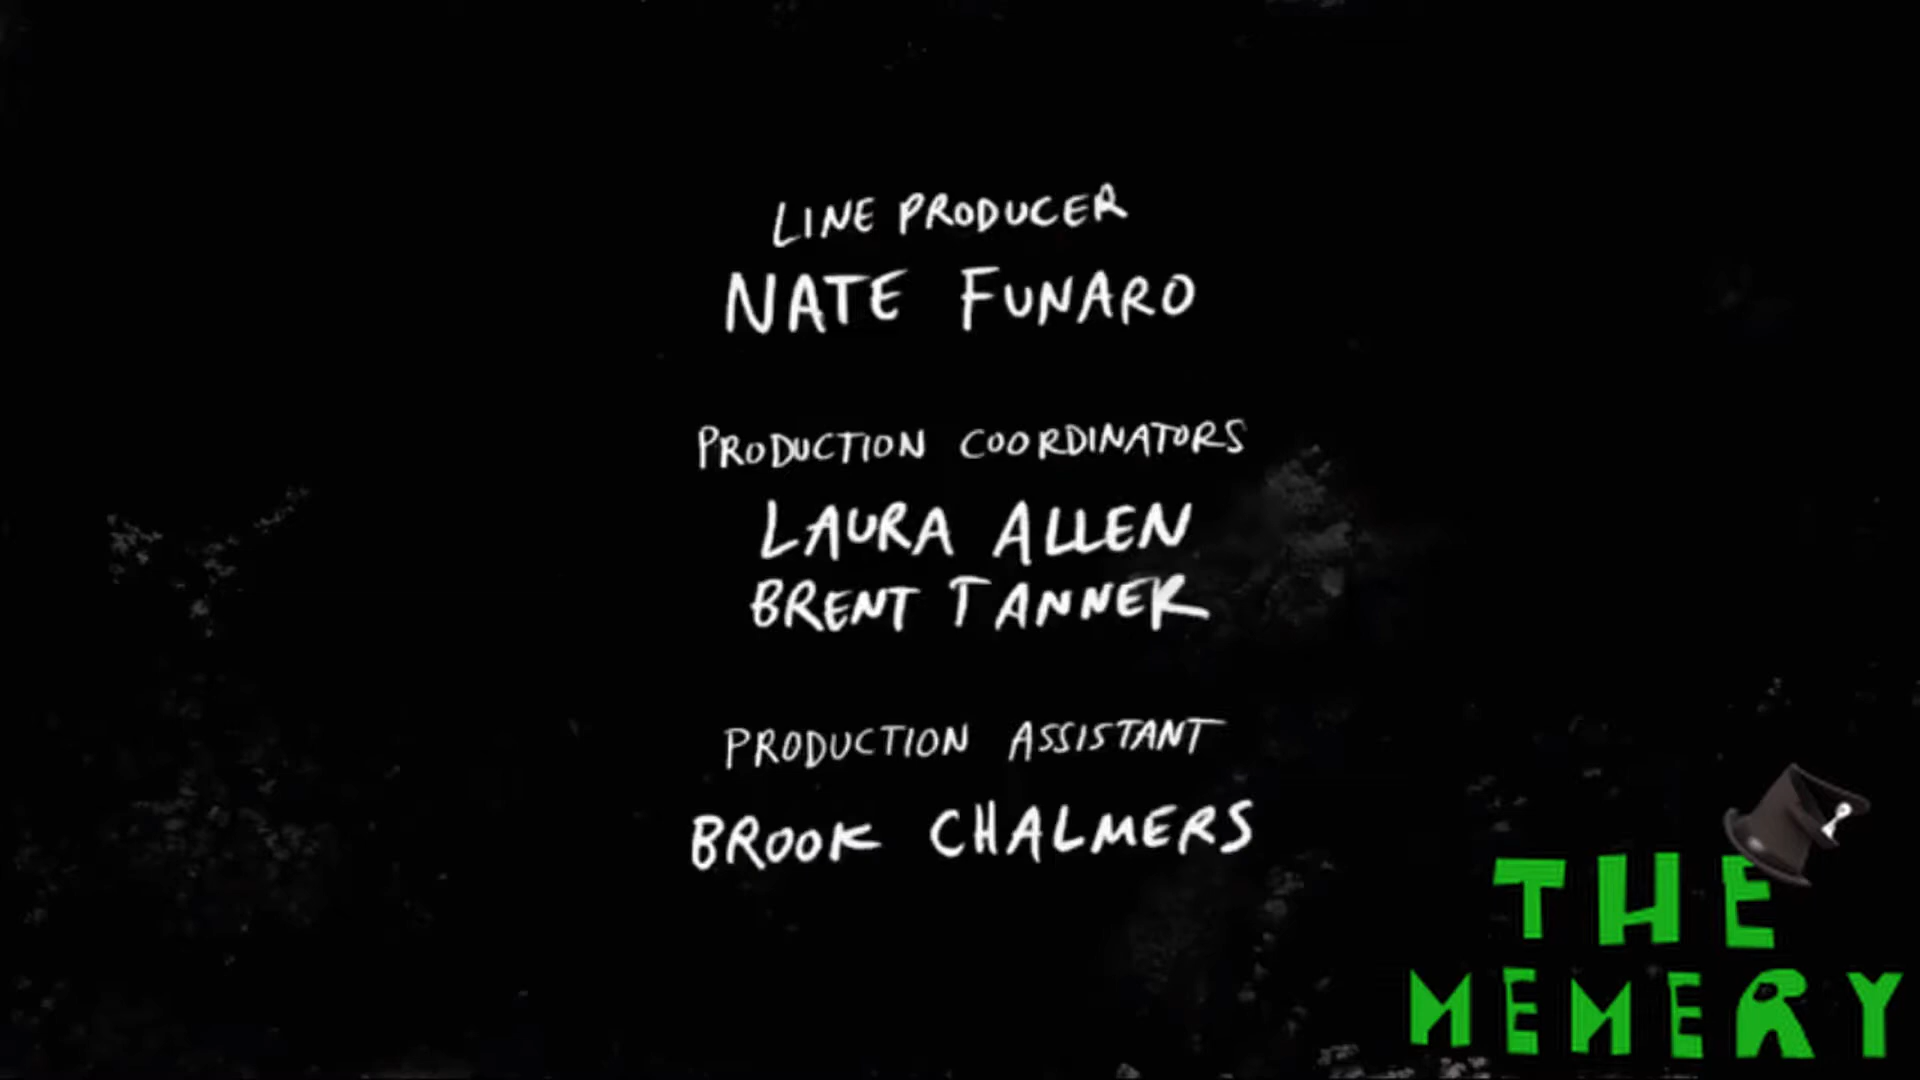 LINE PRODUCER
NATE FUNARO
PRODUCTION COORDINATORS
LAURA ALLEN
BRENT TANNER
PRODUCTION ASSISTANT
BROOK CHALMERS
THE
MEMERY